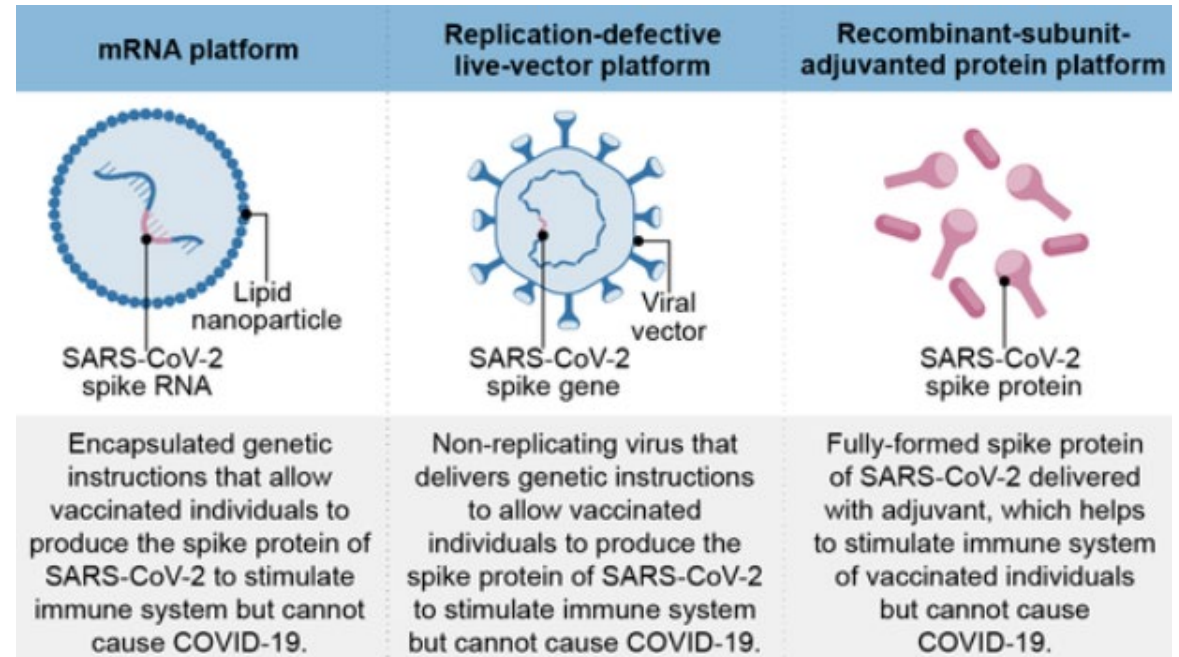 mRNA platform
Replication-defective
live-vector platform
Recombinant-subunit-
adjuvanted protein platform
Lipid
nanoparticle
SARS-CoV-2
spike RNA
Viral
vector
SARS-CoV-2
spike gene
SARS-CoV-2
spike protein
Encapsulated genetic
instructions that allow
vaccinated individuals to
produce the spike protein of
SARS-CoV-2 to stimulate
immune system but cannot
cause COVID-19.
Non-replicating virus that
delivers genetic instructions
to allow vaccinated
individuals to produce the
spike protein of SARS-CoV-2
to stimulate immune system
but cannot cause COVID-19.
Fully-formed spike protein
of SARS-CoV-2 delivered
with adjuvant, which helps
to stimulate immune system
of vaccinated individuals
but cannot cause
COVID-19.